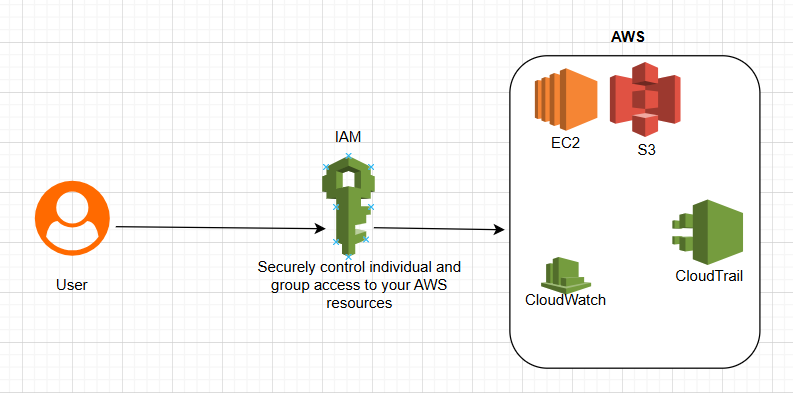 AWS
EC2
S3
IAM
User
Securely control individual and
group access to your AWS
resources
CloudWatch
CloudTrail